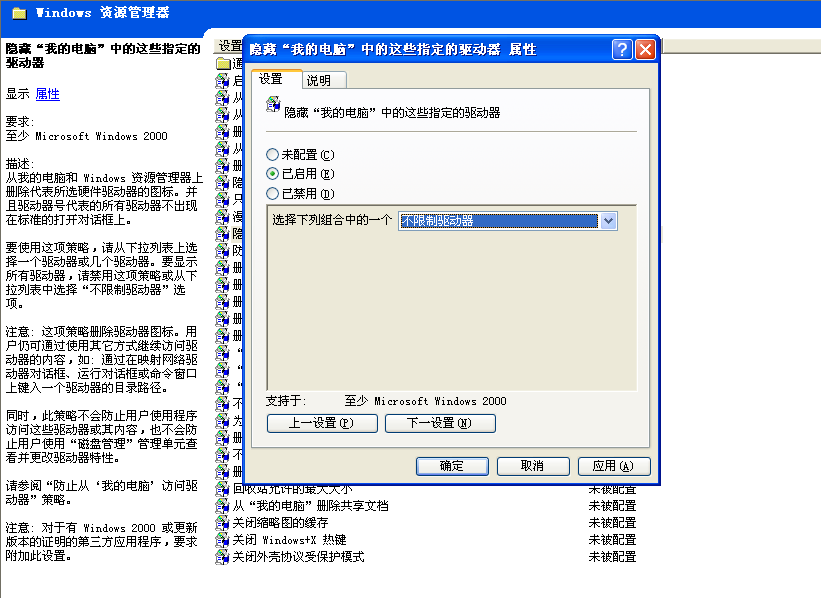 Windows 资源管理器
隐藏“我的电脑”中的这些指定的
驱动器
显示 属性
要求:
至少 Microsoft Windows 2000
描述:
从我的电脑和 Windows 资源管理器上
删除代表所选硬件驱动器的图标。并
且驱动器号代表的所有驱动器不出现
在标准的打开对话框上。
要使用这项策略，请从下拉列表上选
择一个驱动器或几个驱动器。要显示
所有驱动器，请禁用这项策略或从下
拉列表中选择“不限制驱动器”选
项。
注意: 这项策略删除驱动器图标。用
户仍可通过使用其它方式继续访问驱
动器的内容，如: 通过在映射网络驱
动器对话框、运行对话框或命令窗口
上键入一个驱动器的目录路径。
同时，此策略不会防止用户使用程序
访问这些驱动器或其内容，也不会防
止用户使用“磁盘管理”管理单元查
看并更改驱动器特性。
请参阅“防止从‘我的电脑’访问驱
动器”策略。
注意: 对于有 Windows 2000 或更新
版本的证明的第三方应用程序，要求
附加此设置。
设置
隐藏“我的电脑”中的这些指定的驱动器 属性
设置 说明
隐藏“我的电脑”中的这些指定的驱动器
未配置(C)
已启用(E)
已禁用(D)
选择下列组合中的一个 不限制驱动器
支持于: 至少 Microsoft Windows 2000
上一设置(P) 下一设置(N)
确定 取消 应用(A)
回收站允许的最大大小 未被配置
从“我的电脑”删除共享文档 未被配置
关闭缩略图的缓存 未被配置
关闭 Windows+X 热键 未被配置
关闭外壳协议受保护模式 未被配置